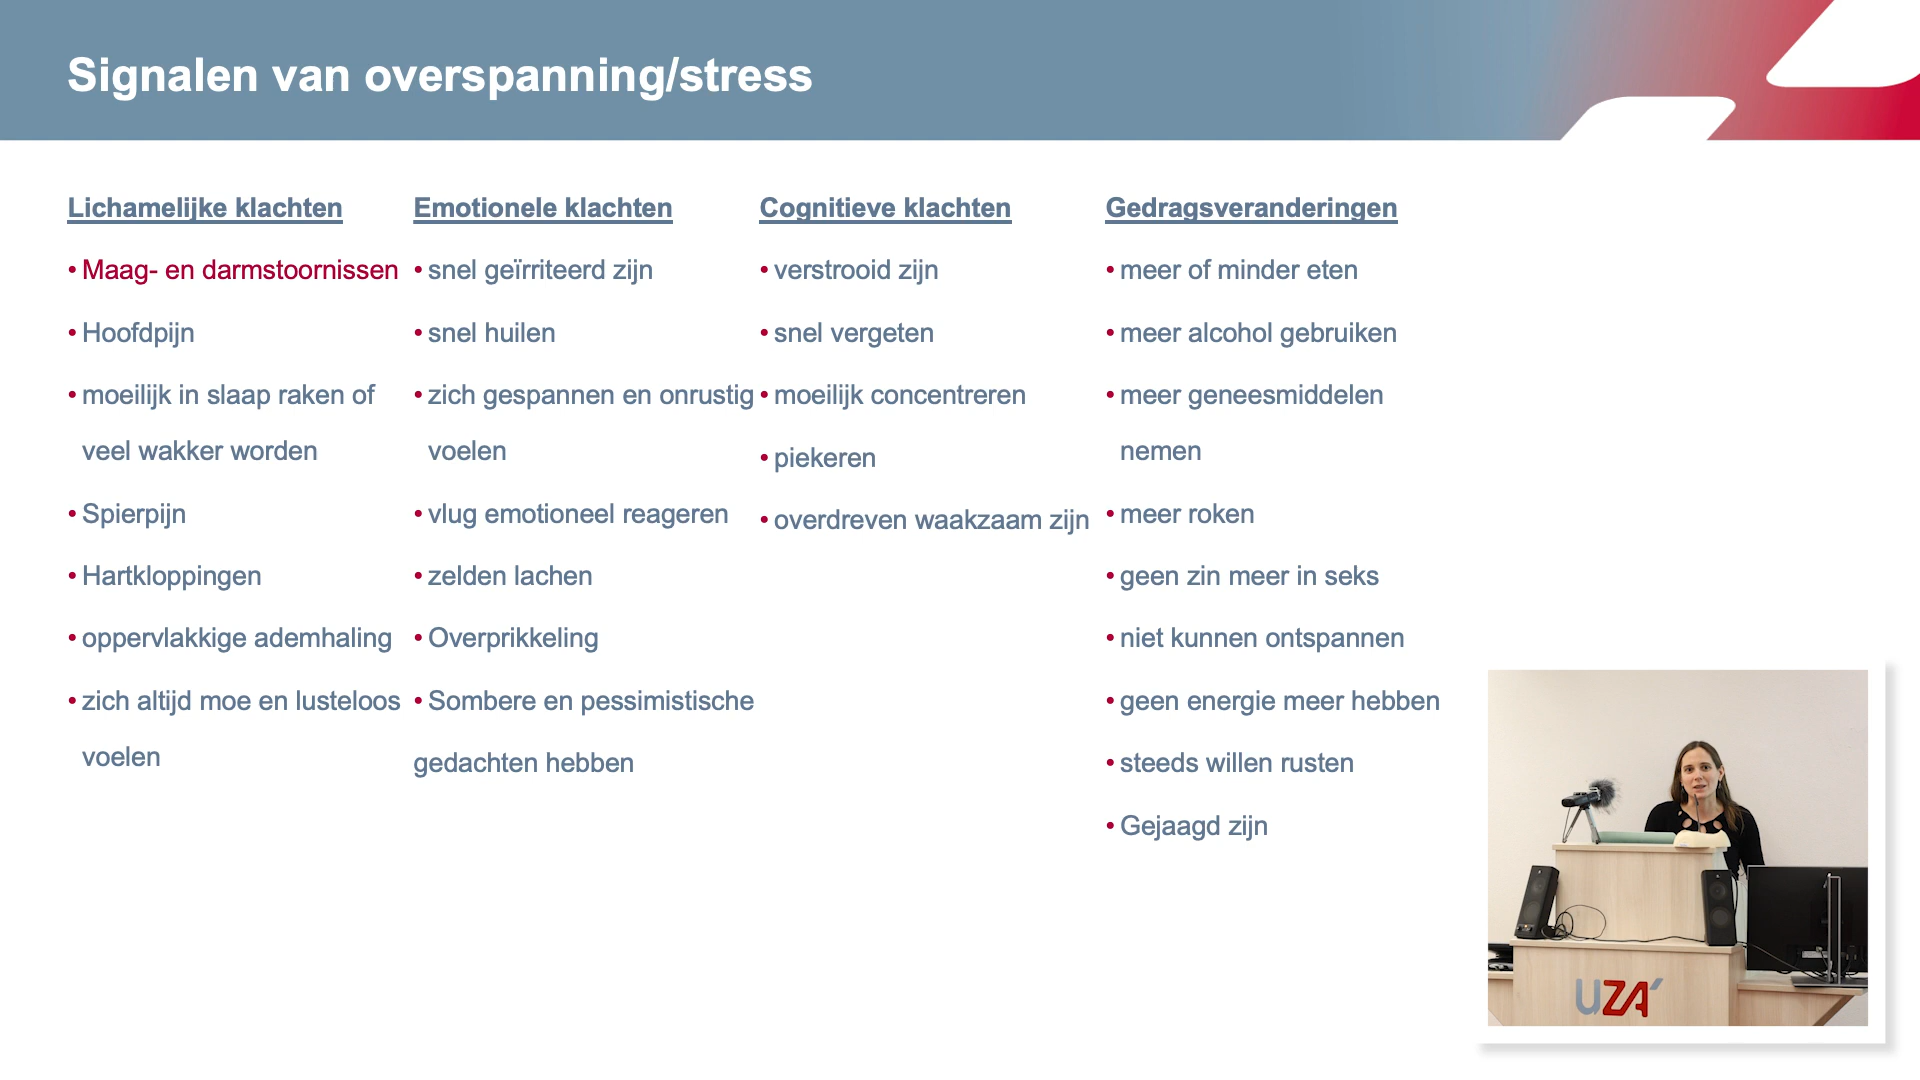 Signalen van overspanning/stress
Lichamelijke klachten
• Maag- en darmstoornissen
• Hoofdpijn
• moeilijk in slaap raken of
veel wakker worden
• Spierpijn
• Hartkloppingen
• oppervlakkige ademhaling
• zich altijd moe en lusteloos
voelen
Emotionele klachten
• snel geïrriteerd zijn
• snel huilen
• zich gespannen en onrustig
voelen
• vlug emotioneel reageren
• zelden lachen
• Overprikkeling
• Sombere en pessimistische
gedachten hebben
Cognitieve klachten
• verstrooid zijn
• snel vergeten
• moeilijk concentreren
• piekeren
• overdreven waakzaam zijn
Gedragsveranderingen
• meer of minder eten
• meer alcohol gebruiken
• meer geneesmiddelen
nemen
• meer roken
• geen zin meer in seks
• niet kunnen ontspannen
• geen energie meer hebben
• steeds willen rusten
• Gejaagd zijn
UZA